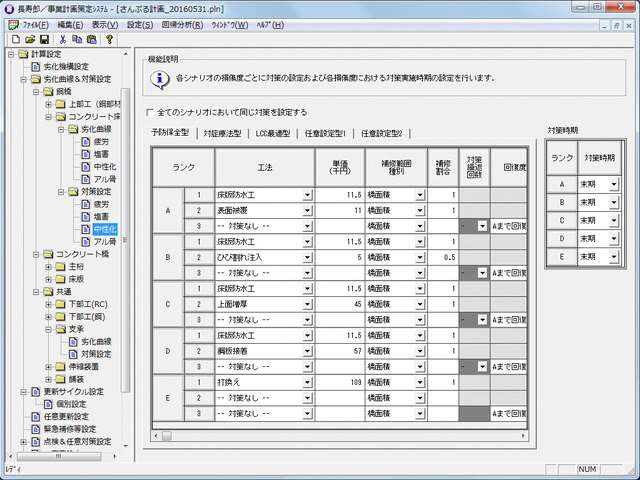 長寿郎／事業計画策定ｼｽﾃﾑ - [さんぷる計画_20160531.pln]
ﾌｧｲﾙ(F) 編集(E) 表示(V) 設定(S) 回帰分析(R) ｳｨﾝﾄﾞｳ(W) ﾍﾙﾌﾟ(H)
計算設定
劣化機構設定
劣化曲線＆対策設定
鋼橋
上部工（鋼部材
コンクリート床
劣化曲線
疲労
塩害
中性化
アル骨
対策設定
疲労
塩害
中性化
アル骨
コンクリート橋
主桁
床版
共通
下部工(RC)
下部工(鋼)
支承
劣化曲線
対策設定
伸縮装置
舗装
更新サイクル設定
個別設定
任意更新設定
緊急補修等設定
点検＆任意対策設定
機能説明
各シナリオの損傷度ごとに対策の設定および各損傷度における対策実施時期の設定を行います。
全てのシナリオにおいて同じ対策を設定する
予防保全型 対症療法型 LCC最適型 任意設定型1 任意設定型2
ランク 工法 単価(千円) 補修範囲種別 補修割合 対策繰返回数 回復度
A
1 床版防水工 11.5 橋面積 1
2 表面被覆 11 橋面積 1
3 -- 対策なし -- 橋面積 - Aまで回復
B
1 床版防水工 11.5 橋面積 1
2 ひび割れ注入 5 橋面積 0.5
3 -- 対策なし -- 橋面積 - Aまで回復
C
1 床版防水工 11.5 橋面積 1
2 上面増厚 45 橋面積 1
3 -- 対策なし -- 橋面積 - Aまで回復
D
1 床版防水工 11.5 橋面積 1
2 鋼板接着 57 橋面積 1
3 -- 対策なし -- 橋面積 - Aまで回復
E
1 打換え 109 橋面積 1
2 -- 対策なし -- 橋面積
3 -- 対策なし -- 橋面積 Aまで回復
対策時期
ランク 対策時期
A 末期
B 末期
C 末期
D 末期
E 末期
ﾚﾃﾞｨ
NUM